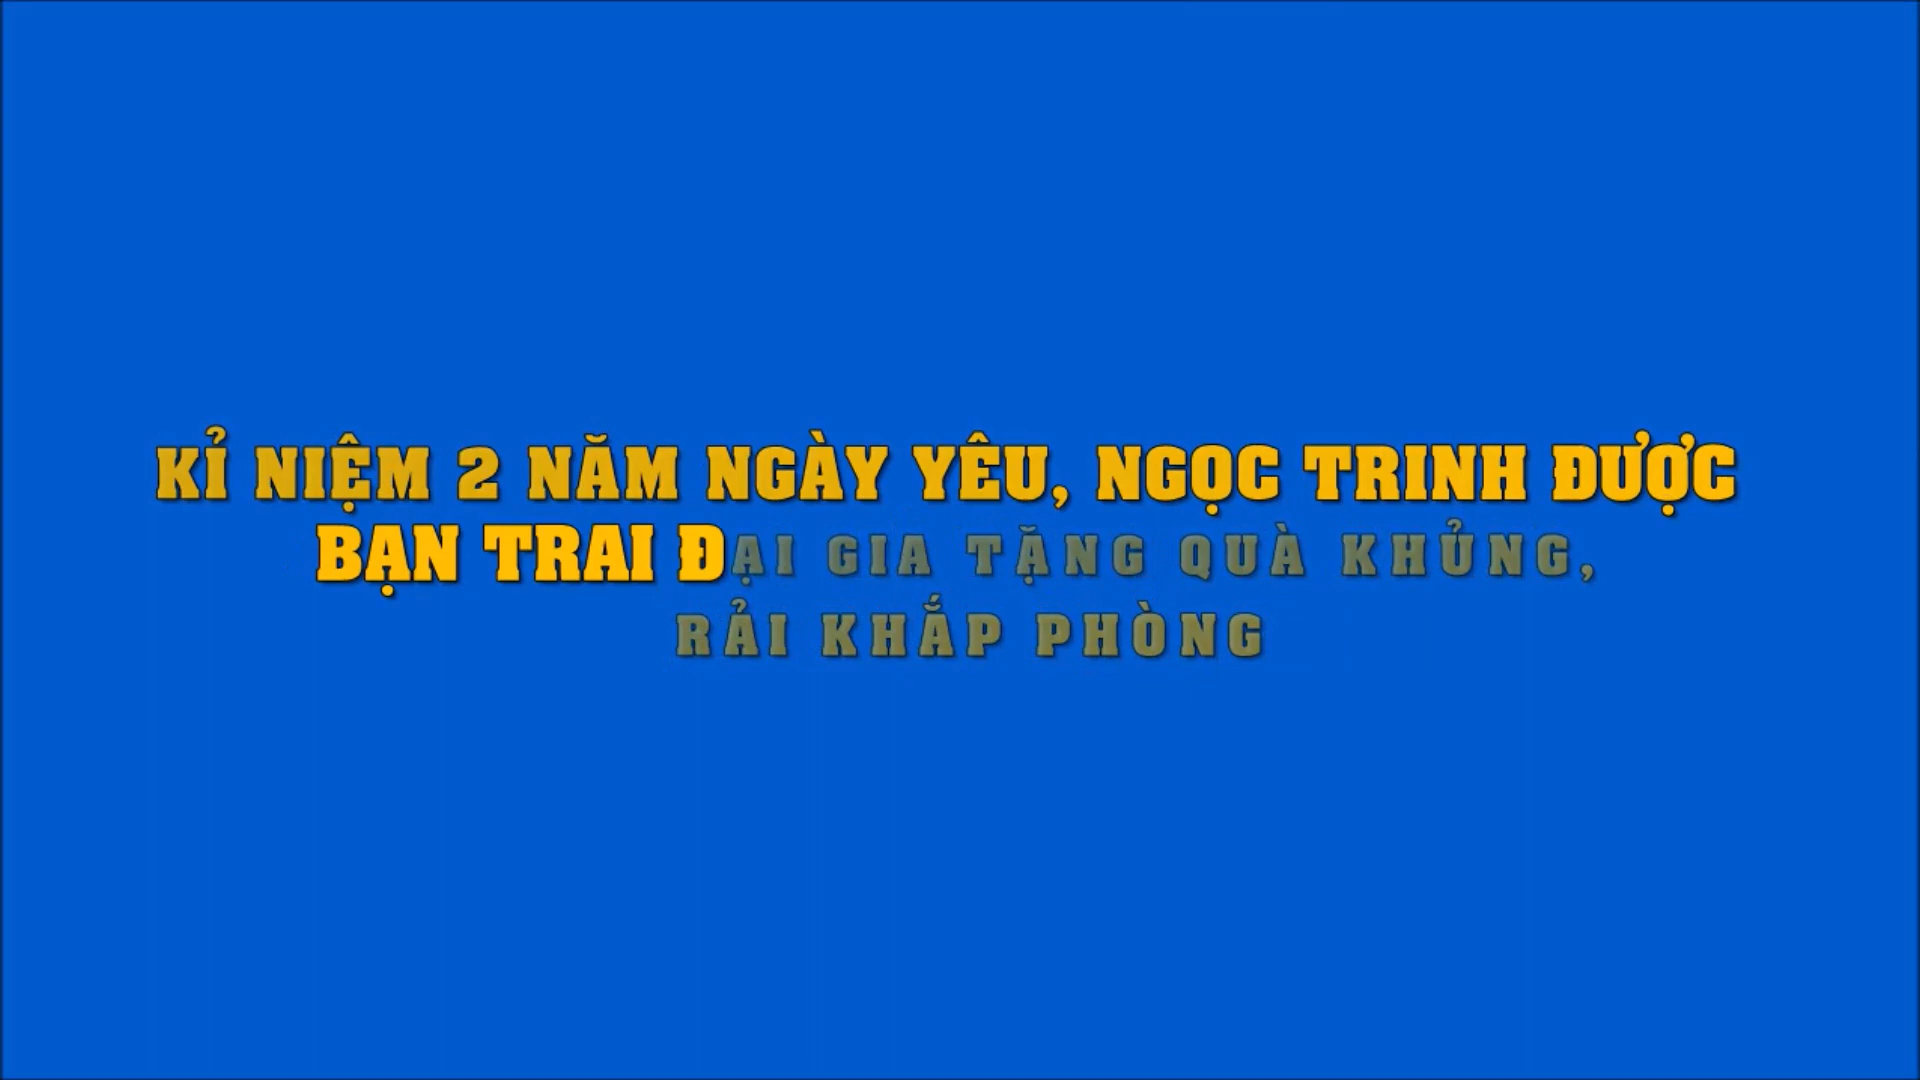 KỈ NIỆM 2 NĂM NGÀY YÊU, NGỌC TRINH ĐƯỢC
BẠN TRAI ĐẠI GIA TẶNG QUÀ KHỦNG,
RẢI KHẮP PHÒNG